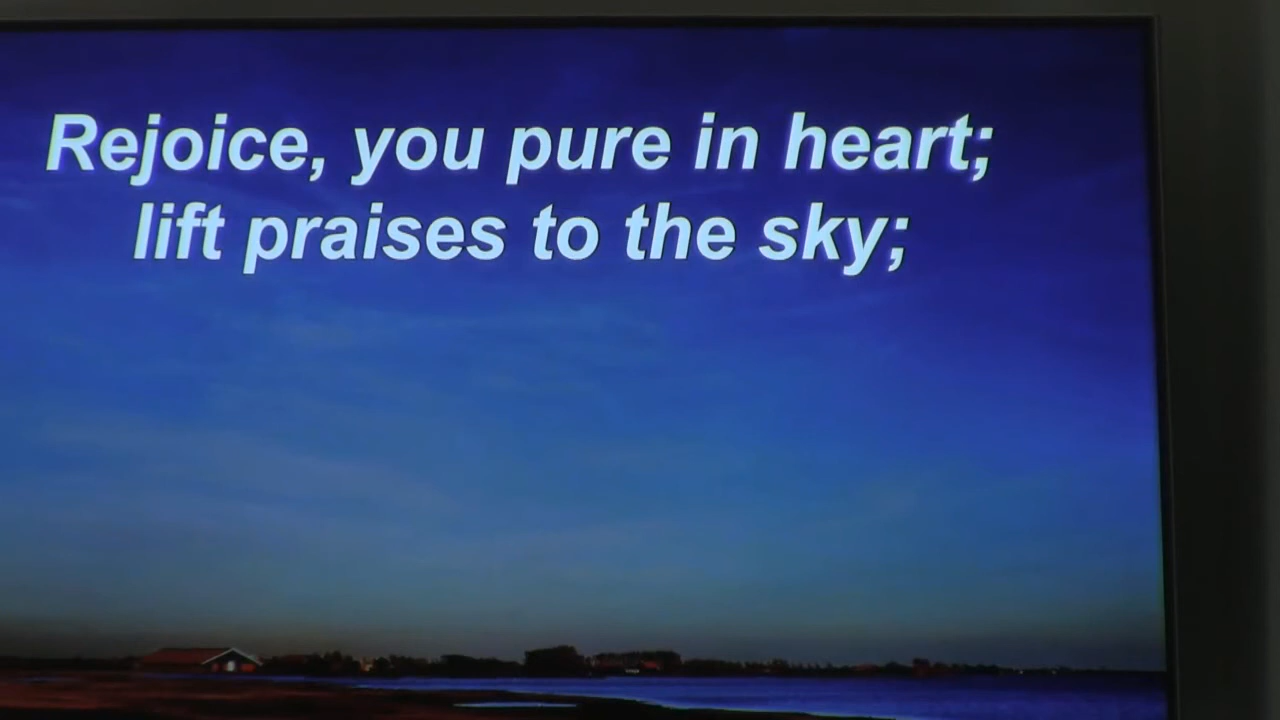 Rejoice, you pure in heart;
lift praises to the sky;